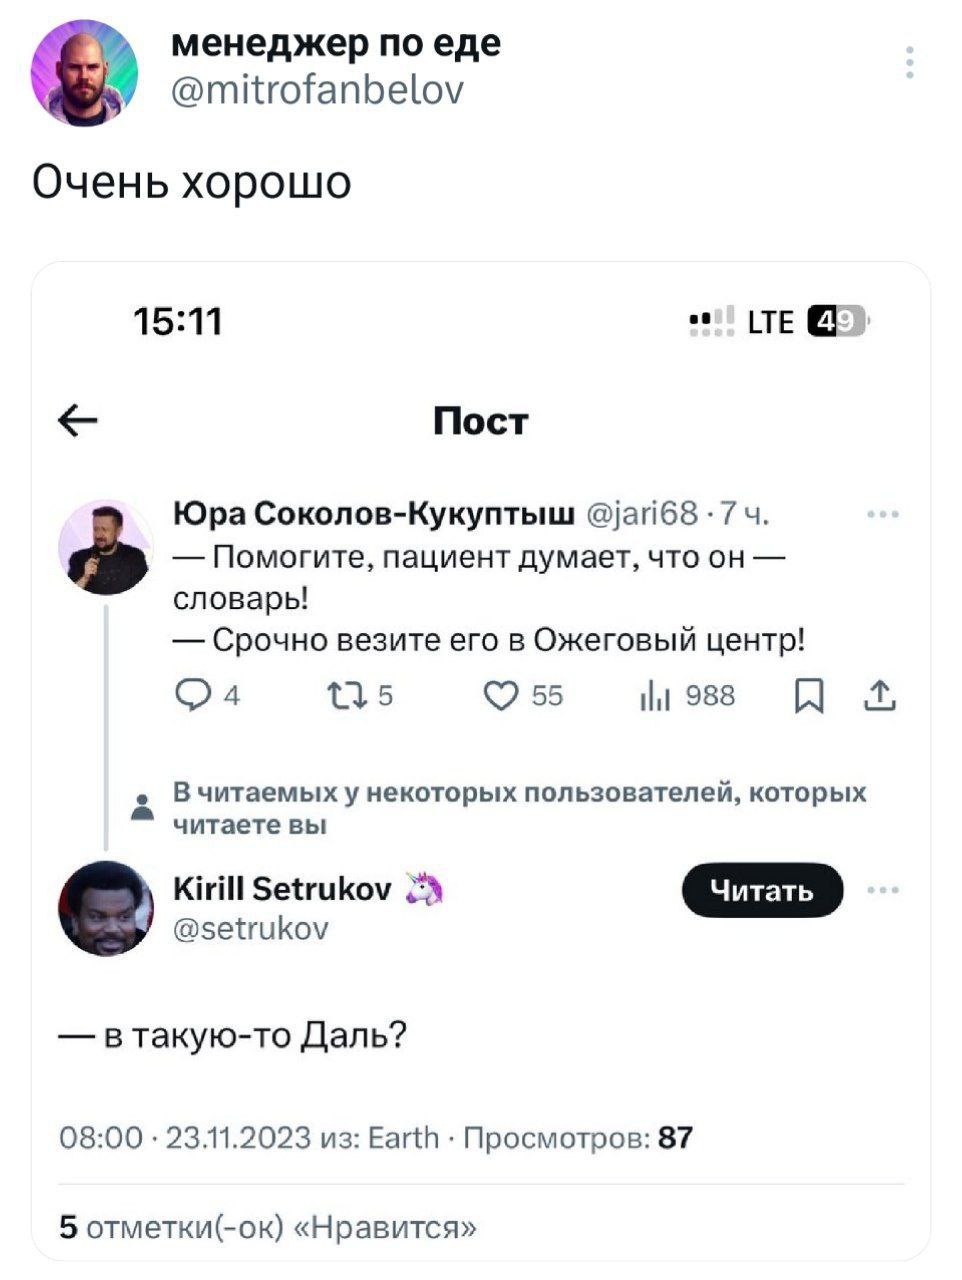 менеджер по еде
@mitrofanbelov
Очень хорошо
15:11
LTE 49
Пост
Юра Соколов-Кукуптыш @jari68 · 7 ч.
— Помогите, пациент думает, что он —
словарь!
— Срочно везите его в Ожеговый центр!
4 5 55 988
В читаемых у некоторых пользователей, которых
читаете вы
Kirill Setrukov 🦄
Читать
@setrukov
— в такую-то Даль?
08:00 · 23.11.2023 из: Earth · Просмотров: 87
5 отметки(-ок) «Нравится»